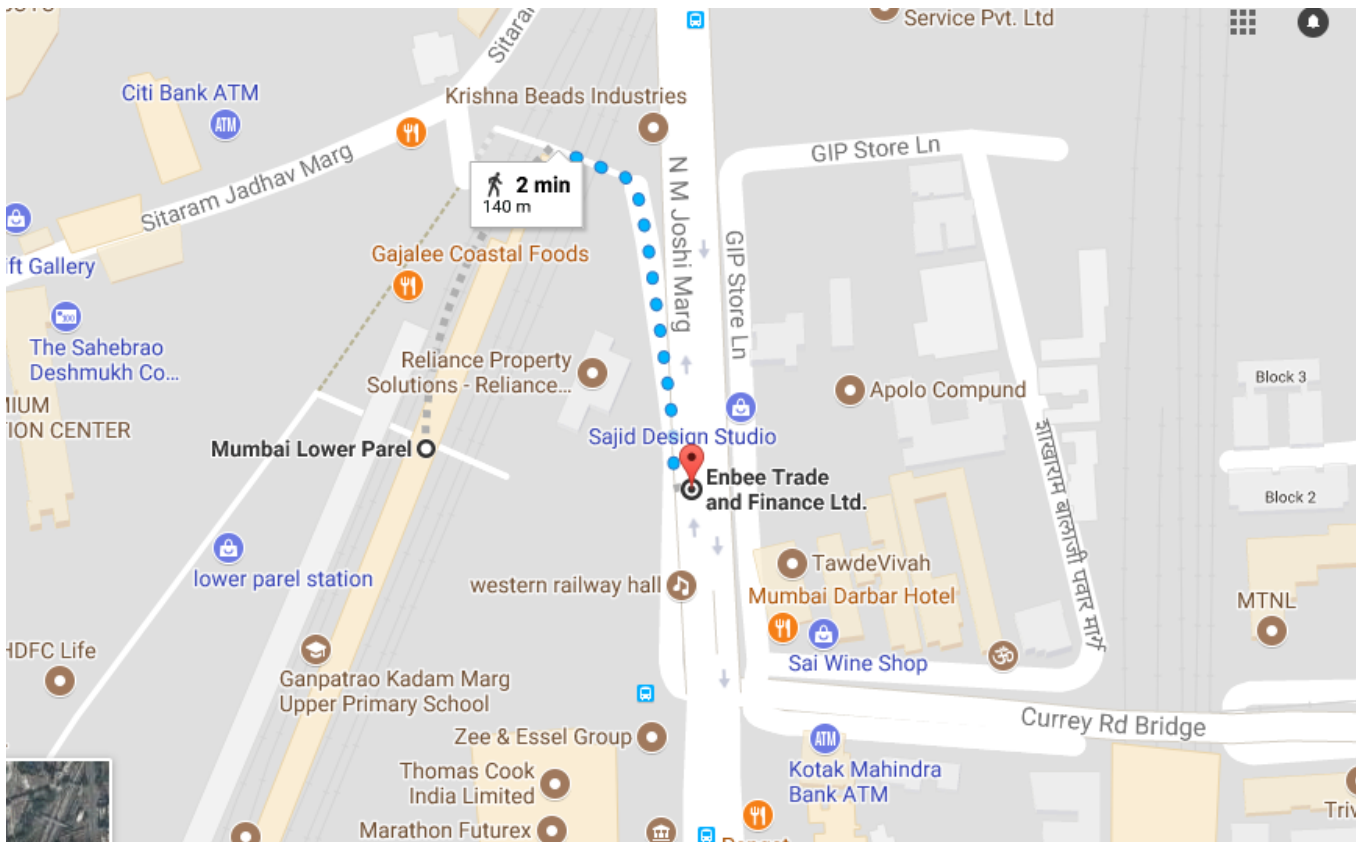 Service Pvt. Ltd
Sitaram
Citi Bank ATM
ATM
Krishna Beads Industries
Sitaram Jadhav Marg
GIP Store Ln
2 min
140 m
N M Joshi Marg
GIP Store Ln
Gajalee Coastal Foods
ift Gallery
The Sahebrao
Deshmukh Co...
Reliance Property
Solutions - Reliance...
Apolo Compund
Block 3
MIUM
TION CENTER
Mumbai Lower Parel
Sajid Design Studio
Enbee Trade
and Finance Ltd.
शाखाराम बालाजी पवार मार्ग
Block 2
lower parel station
western railway hall
TawdeVivah
Mumbai Darbar Hotel
MTNL
HDFC Life
Sai Wine Shop
ॐ
Ganpatrao Kadam Marg
Upper Primary School
Currey Rd Bridge
Zee & Essel Group
ATM
Kotak Mahindra
Bank ATM
Thomas Cook
India Limited
Triv
Marathon Futurex